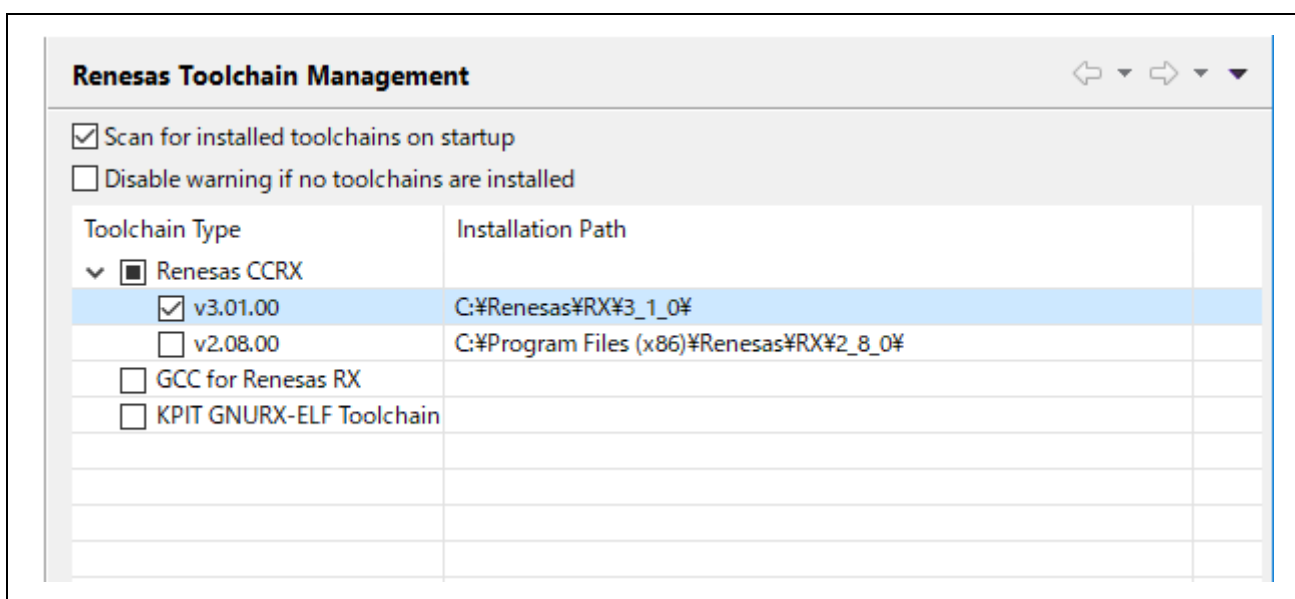 Renesas Toolchain Management
Scan for installed toolchains on startup
Disable warning if no toolchains are installed
Toolchain Type Installation Path
Renesas CCRX
v3.01.00 C:¥Renesas¥RX¥3_1_0¥
v2.08.00 C:¥Program Files (x86)¥Renesas¥RX¥2_8_0¥
GCC for Renesas RX
KPIT GNURX-ELF Toolchain